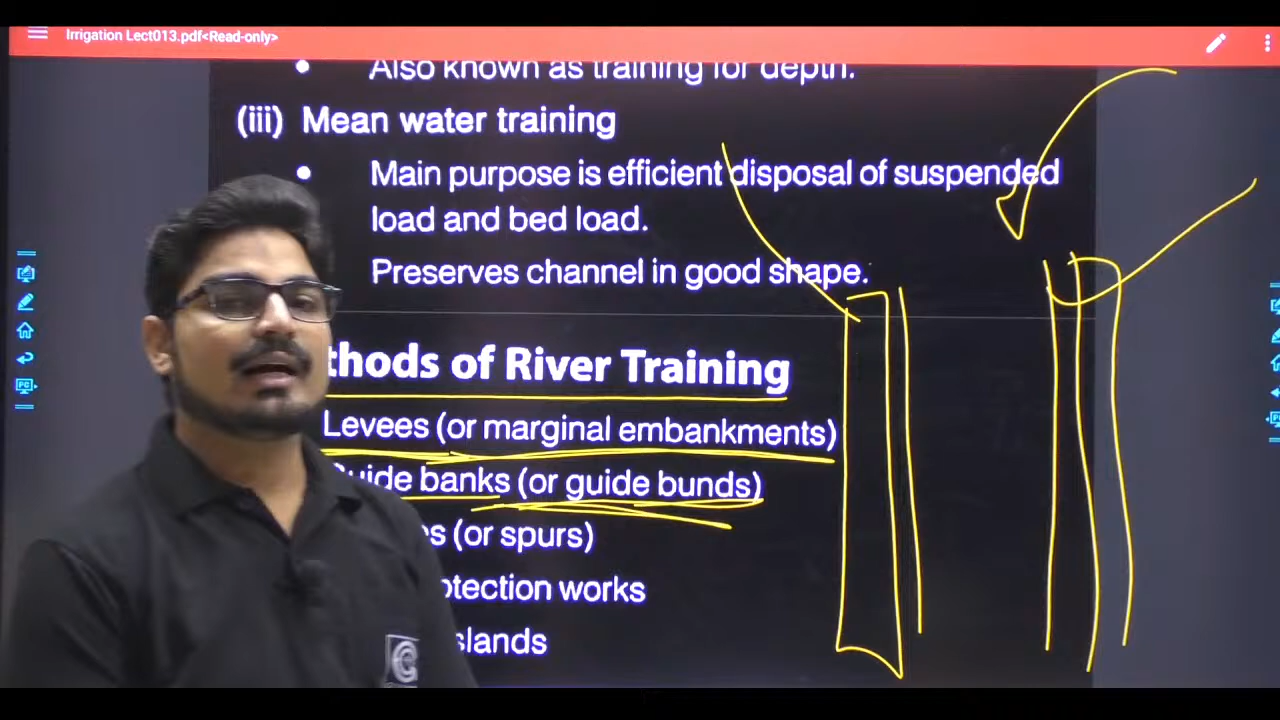 Irrigation Lect013.pdf<Read-only>
Also known as training for depth.
(iii) Mean water training
Main purpose is efficient disposal of suspended
load and bed load.
Preserves channel in good shape.
thods of River Training
Levees (or marginal embankments)
Guide banks (or guide bunds)
(or spurs)
otection works
slands